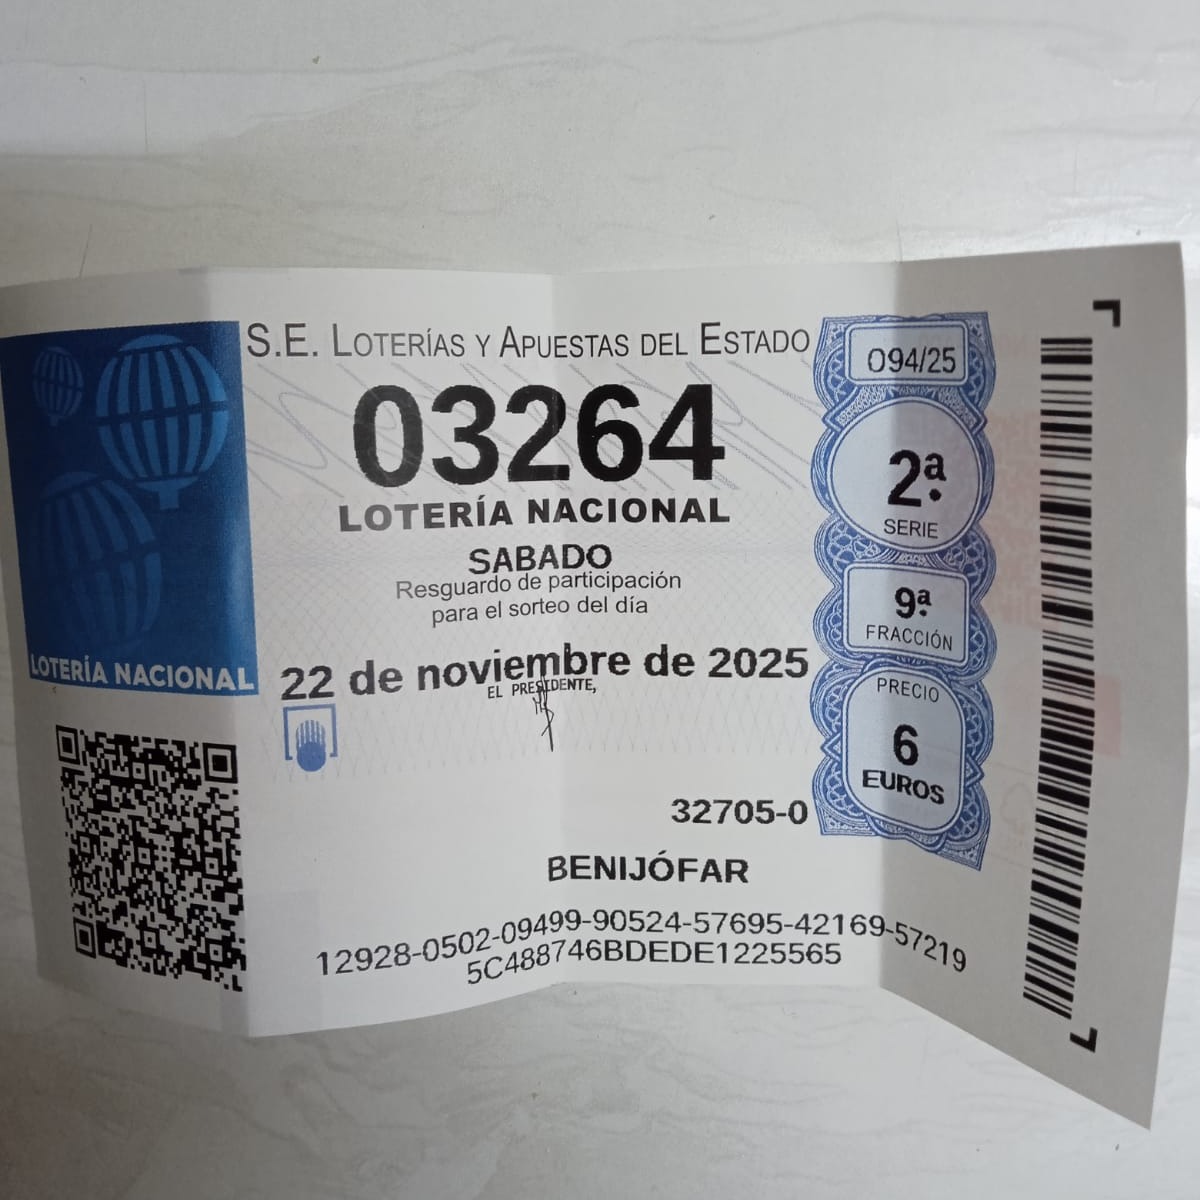 S.E. LOTERÍAS Y APUESTAS DEL ESTADO
03264
LOTERÍA NACIONAL
SABADO
Resguardo de participación
para el sorteo del día
22 de noviembre de 2025
EL PRESIDENTE,
LOTERÍA NACIONAL
094/25
2ª
SERIE
9ª
FRACCIÓN
PRECIO
6
EUROS
32705-0
BENIJÓFAR
12928-0502-09499-90524-57695-42169-57219
5C488746BDEDE1225565